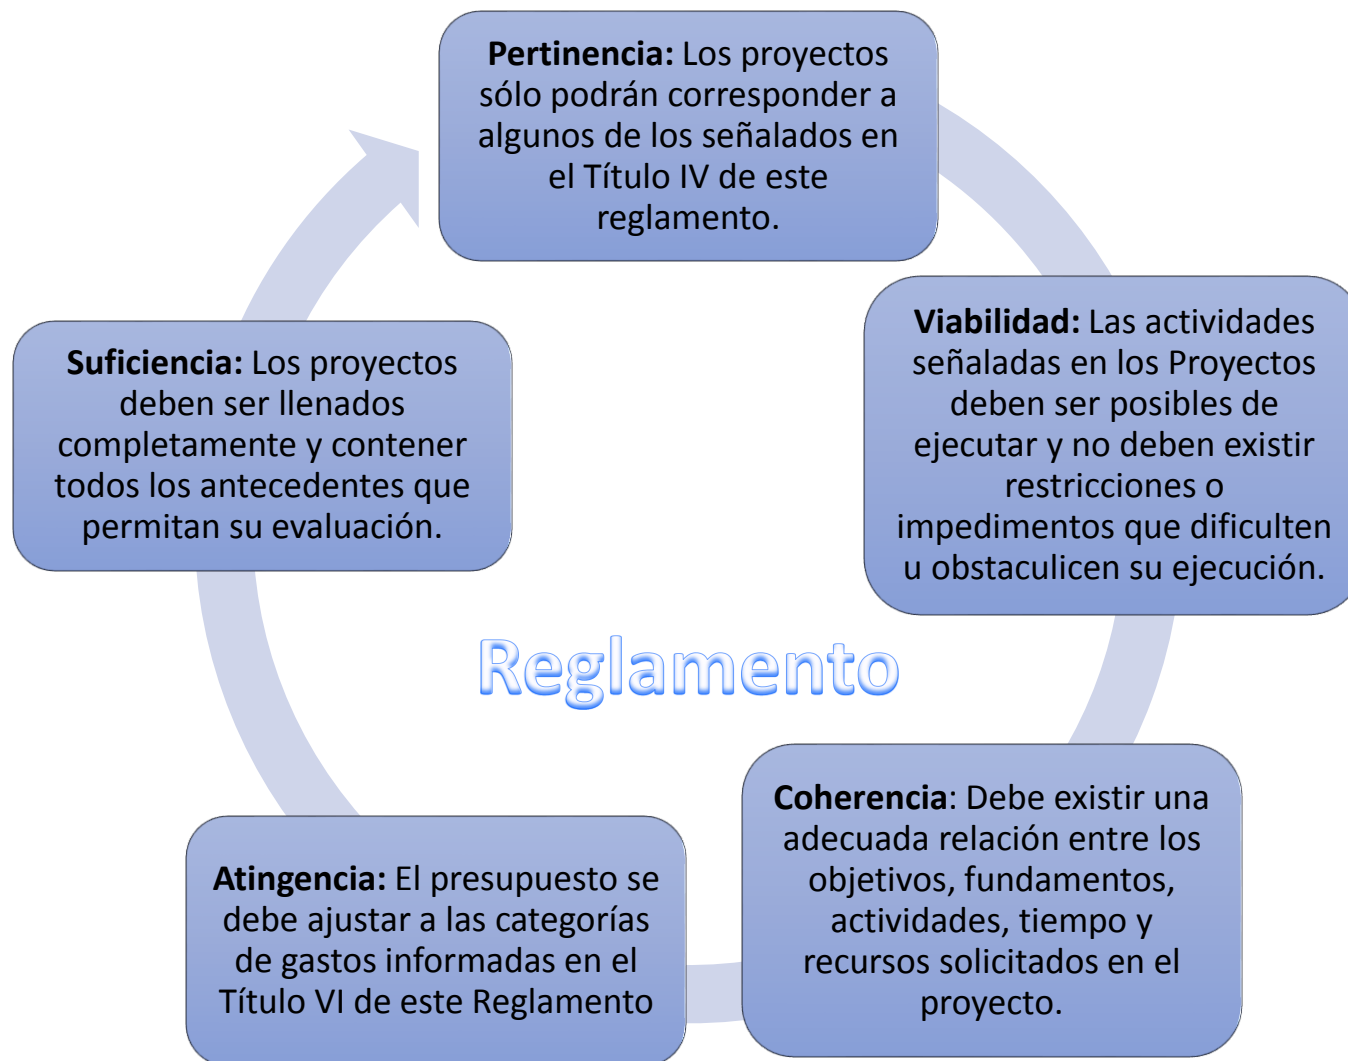 Pertinencia: Los proyectos
sólo podrán corresponder a
algunos de los señalados en
el Título IV de este
reglamento.
Viabilidad: Las actividades
señaladas en los Proyectos
deben ser posibles de
ejecutar y no deben existir
restricciones o
impedimentos que dificulten
u obstaculicen su ejecución.
Suficiencia: Los proyectos
deben ser llenados
completamente y contener
todos los antecedentes que
permitan su evaluación.
Reglamento
Coherencia: Debe existir una
adecuada relación entre los
objetivos, fundamentos,
actividades, tiempo y
recursos solicitados en el
proyecto.
Atingencia: El presupuesto se
debe ajustar a las categorías
de gastos informadas en el
Título VI de este Reglamento